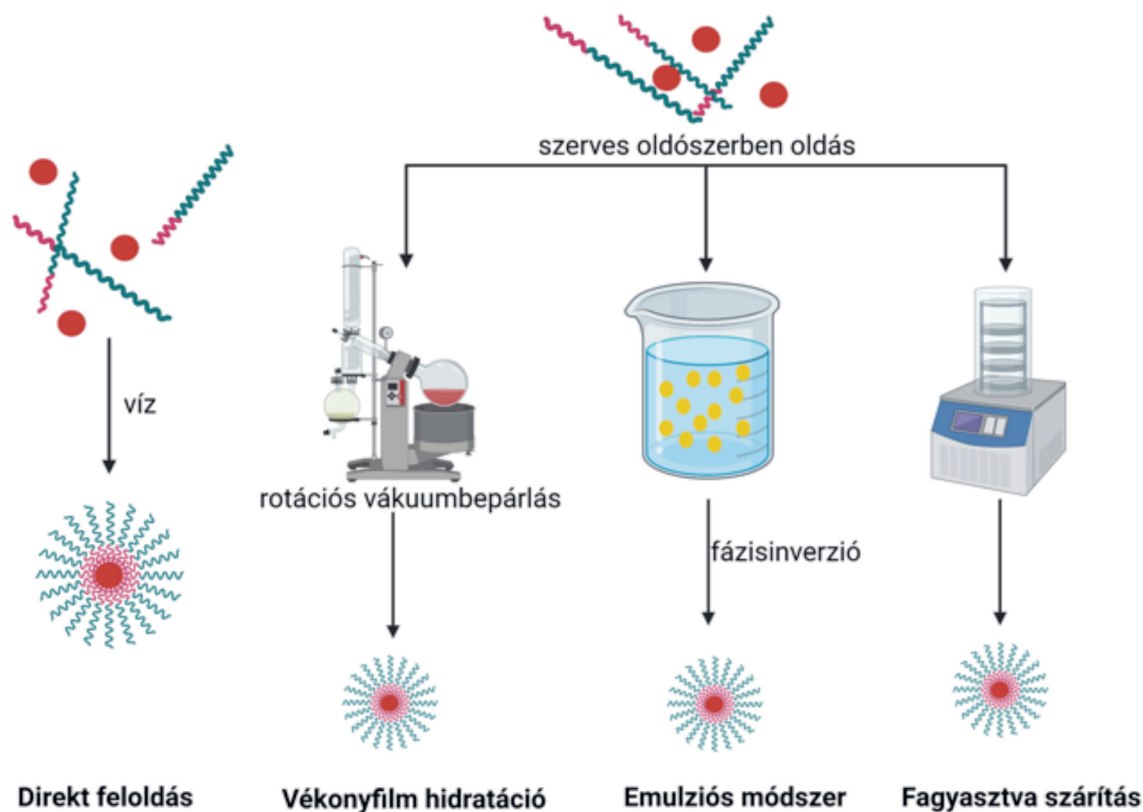 szerves oldószerben oldás
víz
rotációs vákuumbepárlás
fázisinverzió
Direkt feloldás
Vékonyfilm hidratáció
Emulziós módszer
Fagyasztva szárítás